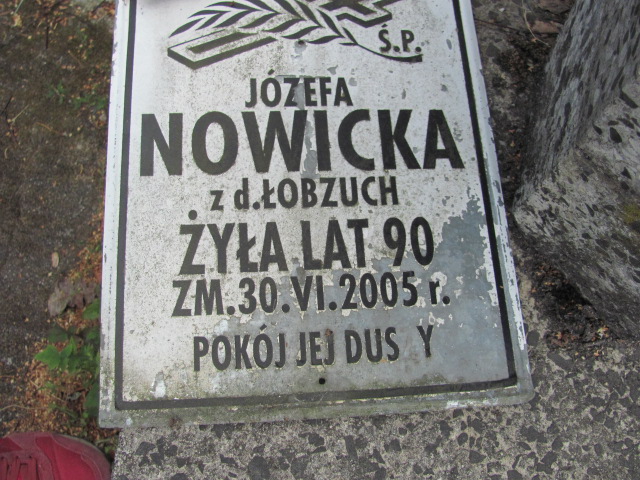 Ś.P.
JÓZEFA
NOWICKA
z d.ŁOBZUCH
ŻYŁA LAT 90
ZM.30.VI.2005 r.
POKÓJ JEJ DUS Y